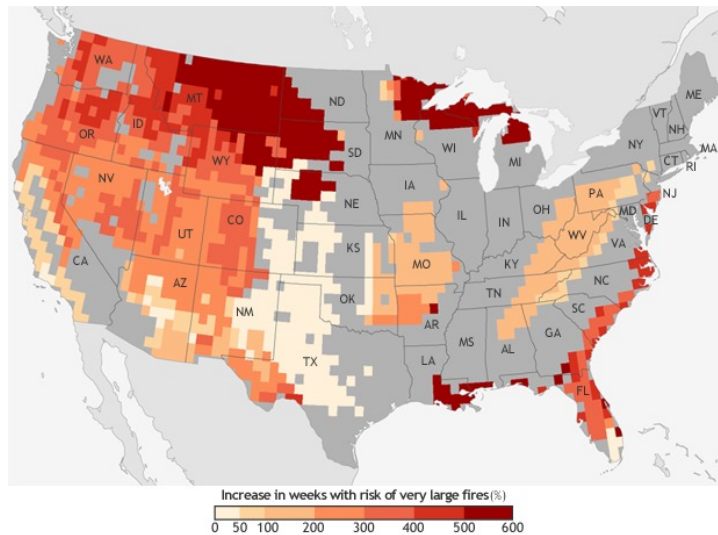 WA
MT
ND
ME
VT
NH
OR
ID
MN
WI
NY
MA
SD
MI
CT
RI
WY
IA
PA
NJ
NV
NE
OH
MD
DE
UT
CO
IL
IN
WV
VA
CA
KS
MO
KY
AZ
NM
OK
TN
NC
AR
SC
TX
MS
AL
GA
LA
FL
Increase in weeks with risk of very large fires(%)
0 50 100 200 300 400 500 600